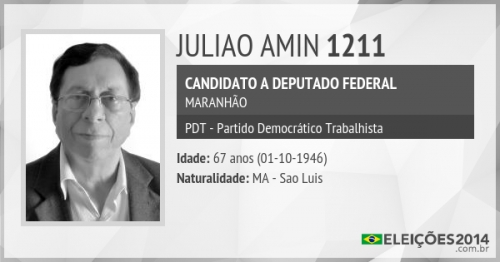 JULIAO AMIN 1211
CANDIDATO A DEPUTADO FEDERAL
MARANHÃO
PDT - Partido Democrático Trabalhista
Idade: 67 anos (01-10-1946)
Naturalidade: MA - Sao Luis
ELEIÇÕES2014
.com.br